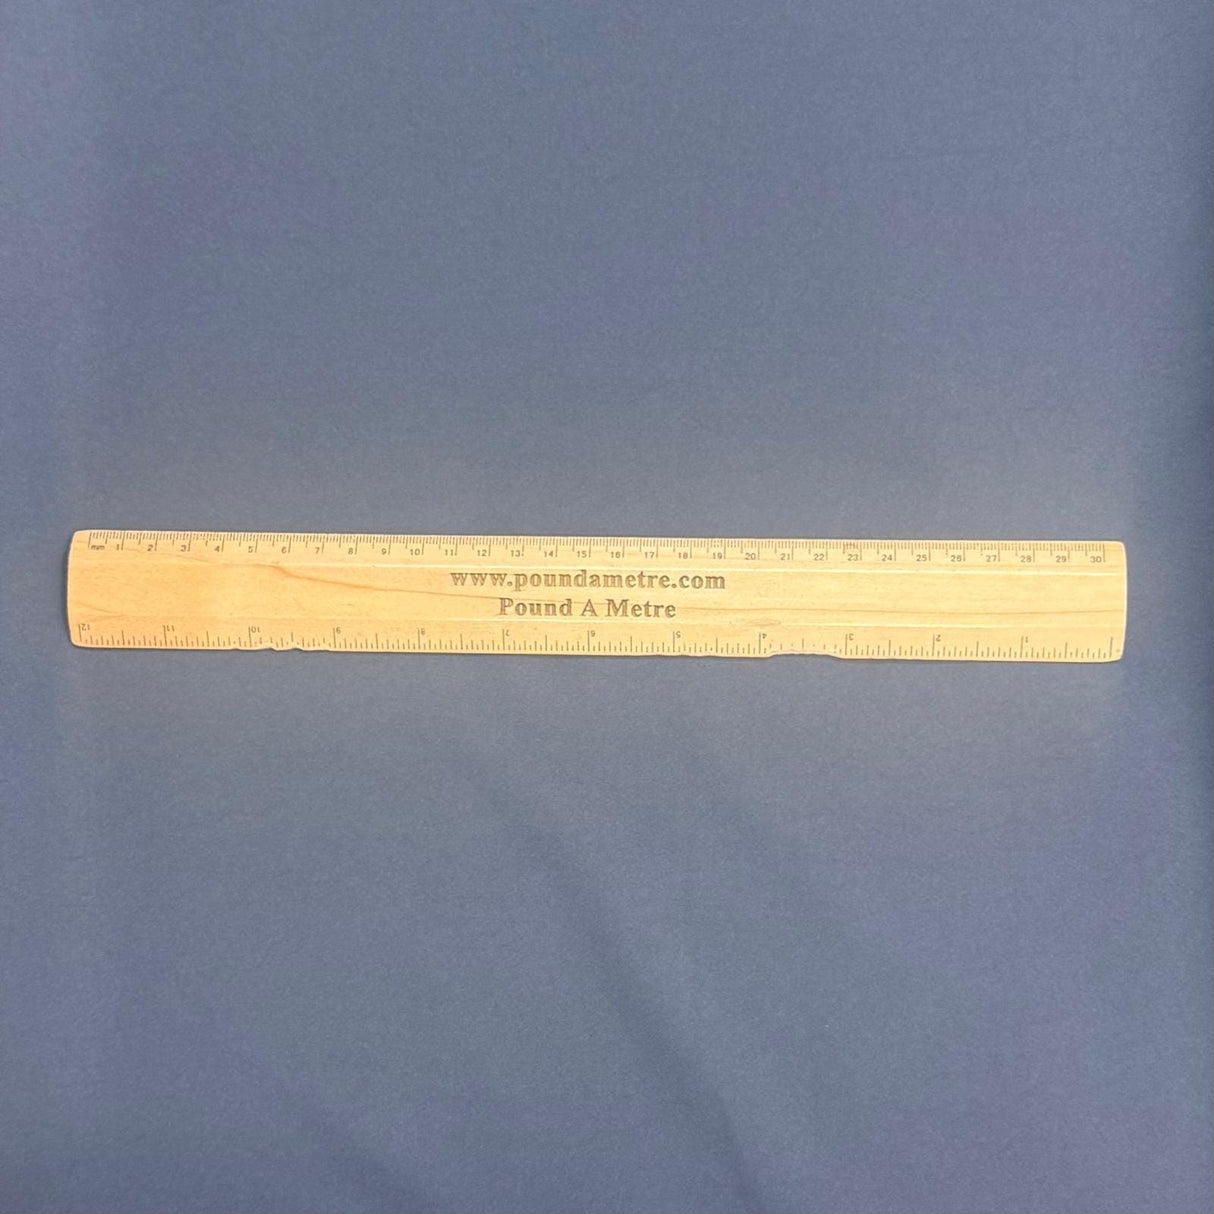 mm 1 2 3 4 5 6 7 8 9 10 11 12 13 14 15 16 17 18 19 20 21 22 23 24 25 26 27 28 29 30
www.poundametre.com
Pound A Metre
12 11 10 9 8 7 6 5 4 3 2 1